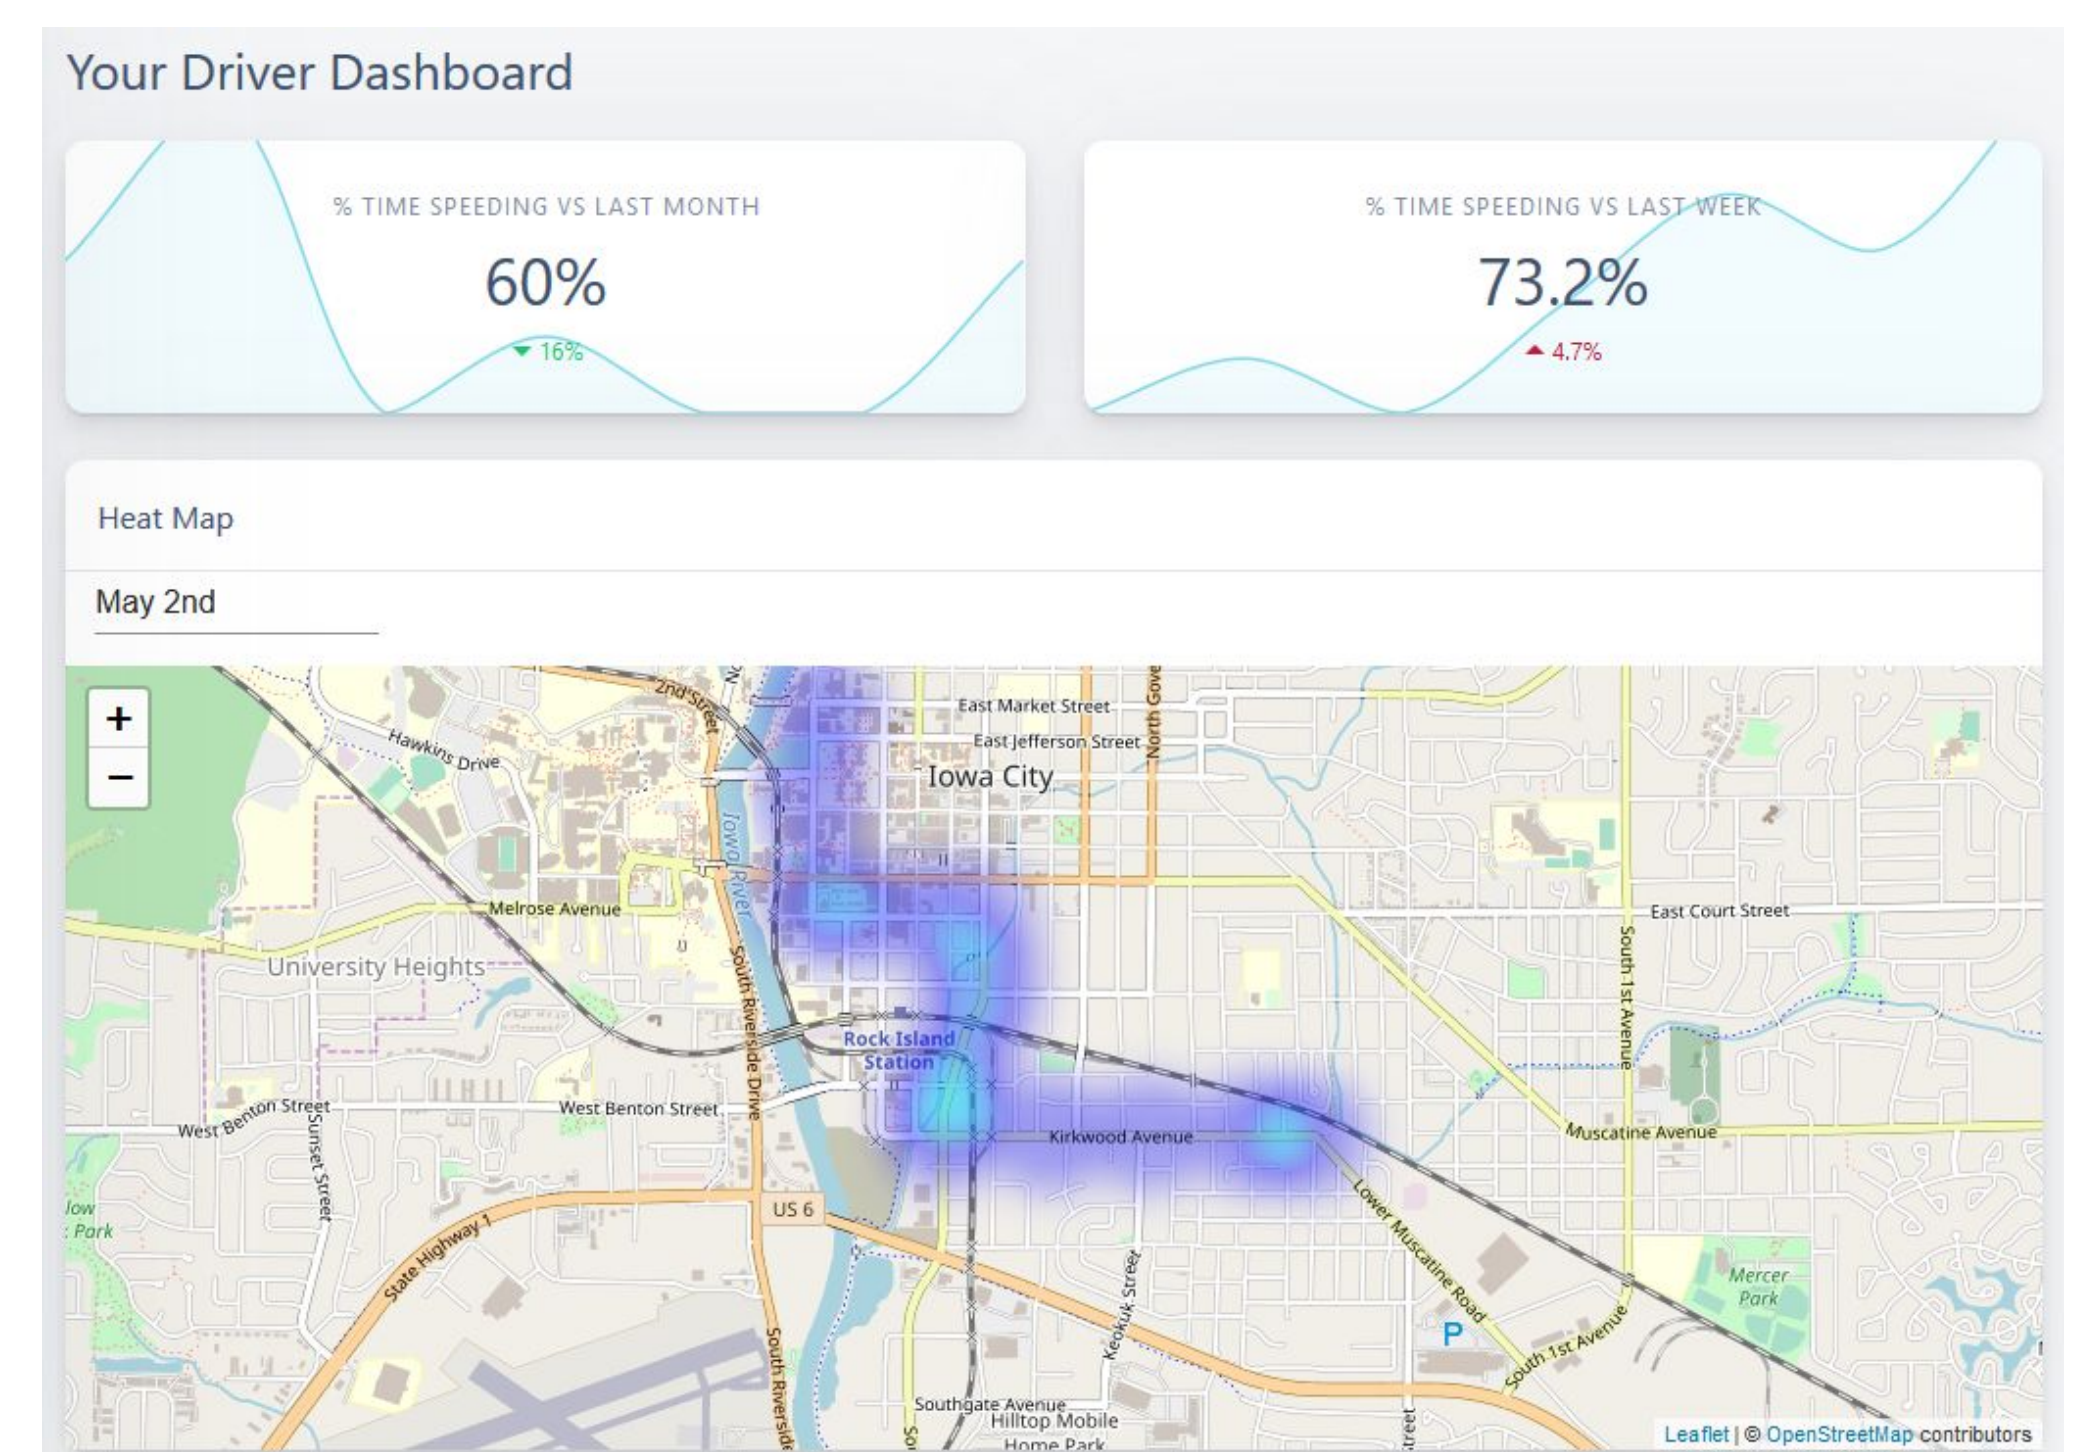 Your Driver Dashboard
% TIME SPEEDING VS LAST MONTH
60%
16%
% TIME SPEEDING VS LAST WEEK
73.2%
4.7%
Heat Map
May 2nd
+
−
2nd Street
Hawkins Drive
East Market Street
East Jefferson Street
Iowa City
Iowa River
Melrose Avenue
East Court Street
University Heights
South Riverside Drive
South 1st Avenue
Rock Island
Station
West Benton Street
West Benton Street
Sunset Street
Kirkwood Avenue
Muscatine Avenue
Lower Muscatine Road
US 6
State Highway 1
Park
Keokuk Street
Mercer
Park
P
South 1st Avenue
Southgate Avenue
Hilltop Mobile
Home Park
Leaflet | © OpenStreetMap contributors